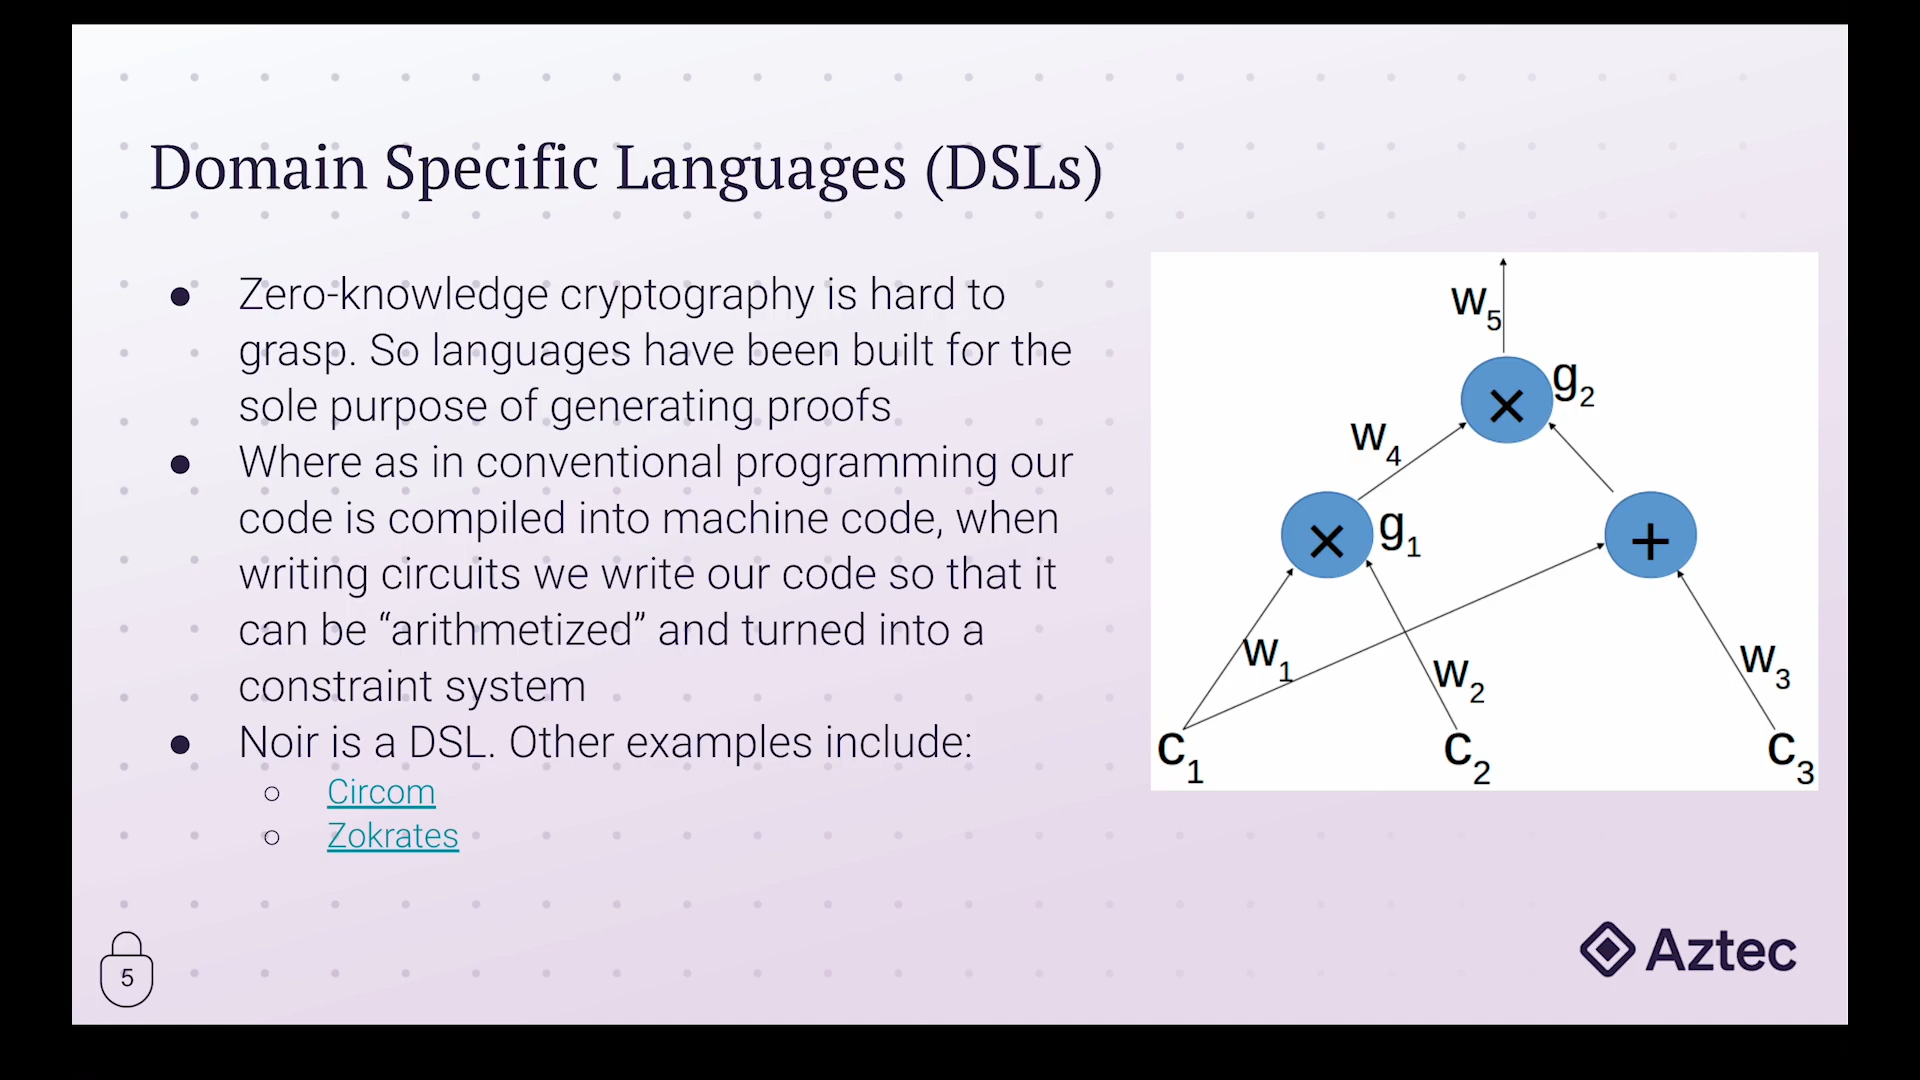 Domain Specific Languages (DSLs)
● Zero-knowledge cryptography is hard to
grasp. So languages have been built for the
sole purpose of generating proofs
● Where as in conventional programming our
code is compiled into machine code, when
writing circuits we write our code so that it
can be “arithmetized” and turned into a
constraint system
● Noir is a DSL. Other examples include:
○ Circom
○ Zokrates
w₅
× g₂
w₄
× g₁ +
w₁ w₂ w₃
c₁ c₂ c₃
5
Aztec